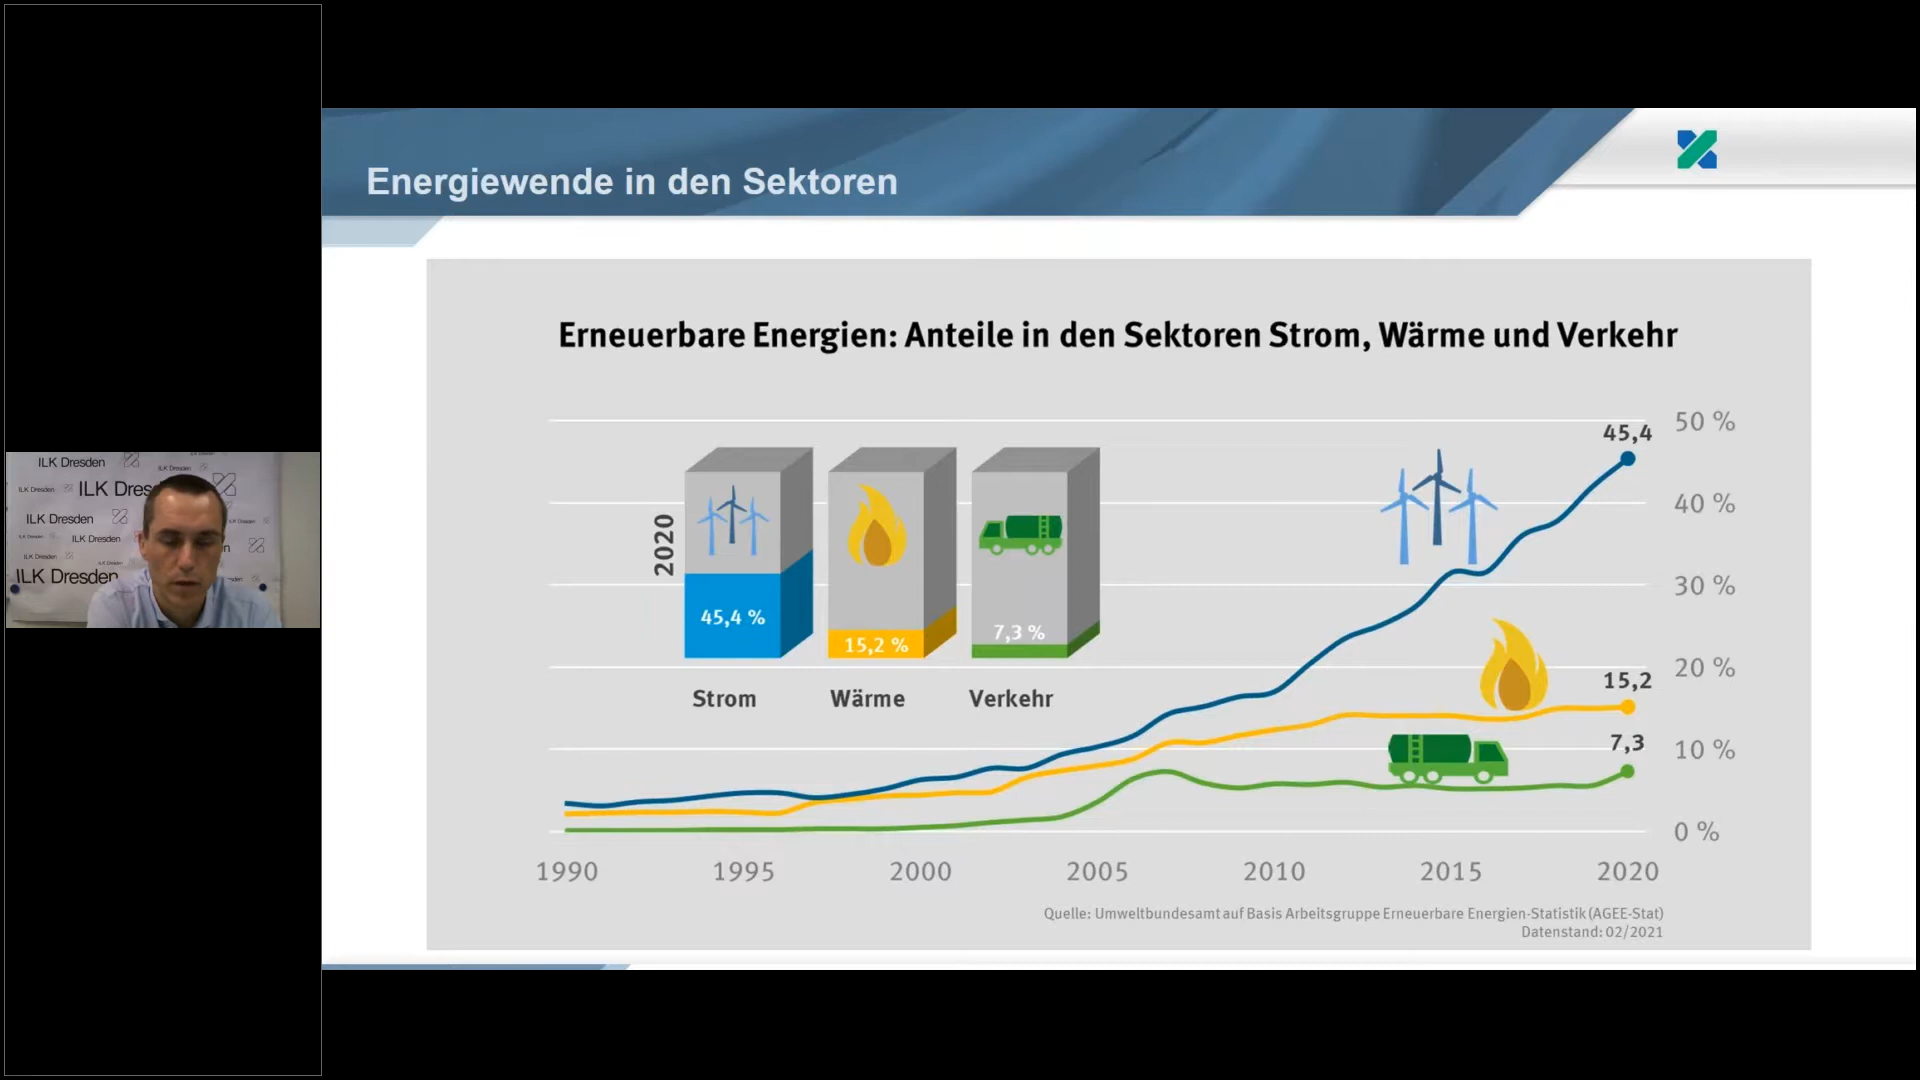 Energiewende in den Sektoren
Erneuerbare Energien: Anteile in den Sektoren Strom, Wärme und Verkehr
50 %
45,4
40 %
2020
30 %
45,4 %
15,2 %
7,3 %
20 %
15,2
Strom
Wärme
Verkehr
7,3
10 %
0 %
1990
1995
2000
2005
2010
2015
2020
Quelle: Umweltbundesamt auf Basis Arbeitsgruppe Erneuerbare Energien-Statistik (AGEE-Stat)
Datenstand: 02/2021
ILK Dresden
ILK Dresden
ILK Dresden
ILK Dres
ILK Dresden
ILK Dresden
ILK Dresden
ILK Dresden